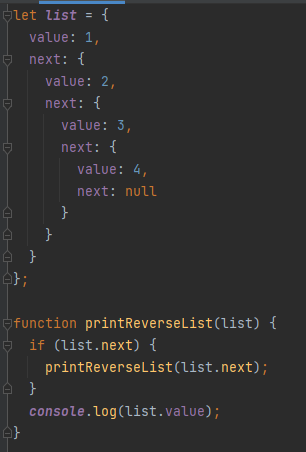 let list = {
  value: 1,
  next: {
    value: 2,
    next: {
      value: 3,
      next: {
        value: 4,
        next: null
      }
    }
  }
};

function printReverseList(list) {
  if (list.next) {
    printReverseList(list.next);
  }
  console.log(list.value);
}